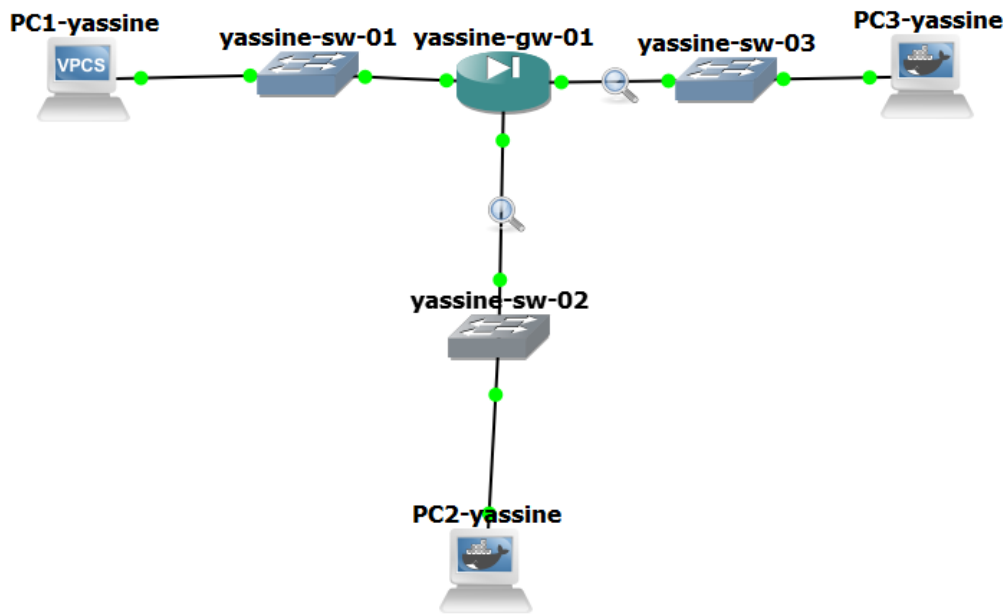 PC1-yassine
yassine-sw-01
yassine-gw-01
yassine-sw-03
PC3-yassine
VPCS
yassine-sw-02
PC2-yassine